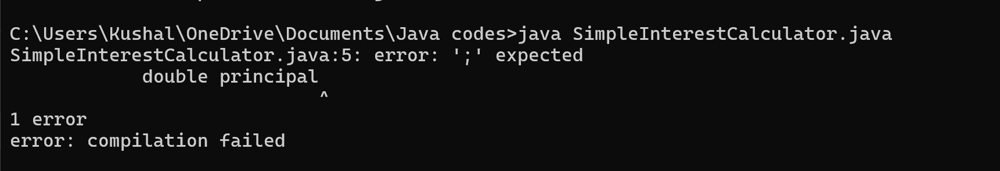 C:\Users\Kushal\OneDrive\Documents\Java codes>java SimpleInterestCalculator.java
SimpleInterestCalculator.java:5: error: ';' expected
            double principal
                            ^
1 error
error: compilation failed